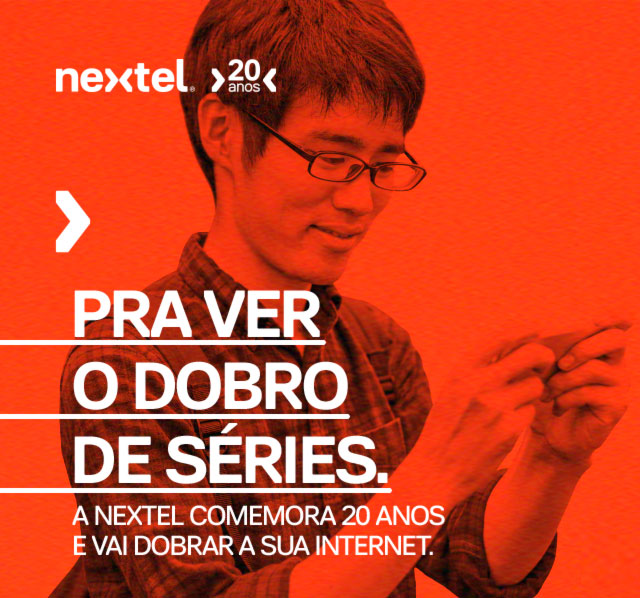 nextel® 20 anos
PRA VER
O DOBRO
DE SÉRIES.
A NEXTEL COMEMORA 20 ANOS
E VAI DOBRAR A SUA INTERNET.